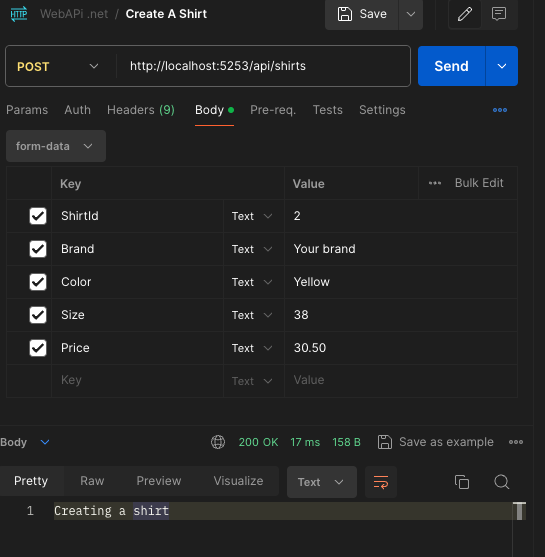 HTTP WebAPi .net / Create A Shirt Save
POST http://localhost:5253/api/shirts Send
Params Auth Headers (9) Body Pre-req. Tests Settings
form-data
Key Value Bulk Edit
ShirtId Text 2
Brand Text Your brand
Color Text Yellow
Size Text 38
Price Text 30.50
Key Text Value
Body 200 OK 17 ms 158 B Save as example
Pretty Raw Preview Visualize Text
1 Creating a shirt